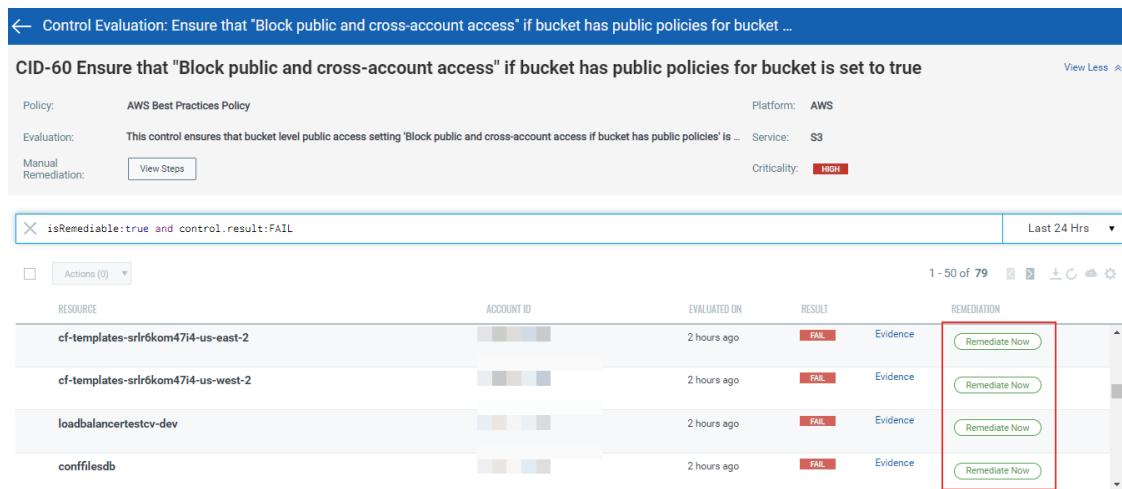 Control Evaluation: Ensure that "Block public and cross-account access" if bucket has public policies for bucket ...
CID-60 Ensure that "Block public and cross-account access" if bucket has public policies for bucket is set to true
View Less
Policy: AWS Best Practices Policy Platform: AWS
Evaluation: This control ensures that bucket level public access setting 'Block public and cross-account access if bucket has public policies' is ... Service: S3
Manual Remediation: View Steps Criticality: HIGH
isRemediable:true and control.result:FAIL Last 24 Hrs
Actions (0) 1 - 50 of 79
RESOURCE ACCOUNT ID EVALUATED ON RESULT REMEDIATION
cf-templates-srlr6kom47i4-us-east-2 2 hours ago FAIL Evidence Remediate Now
cf-templates-srlr6kom47i4-us-west-2 2 hours ago FAIL Evidence Remediate Now
loadbalancertestcv-dev 2 hours ago FAIL Evidence Remediate Now
conffilesdb 2 hours ago FAIL Evidence Remediate Now